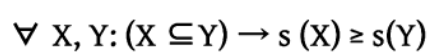 ∀ X, Y: (X ⊆ Y) → s (X) ≥ s(Y)